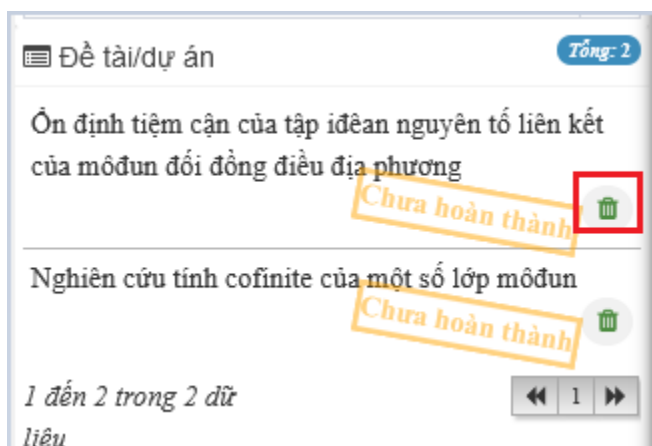 Đề tài/dự án
Tổng: 2
Ổn định tiệm cận của tập iđêan nguyên tố liên kết
của môđun đối đồng điều địa phương
Chưa hoàn thành
Nghiên cứu tính cofinite của một số lớp môđun
Chưa hoàn thành
1 đến 2 trong 2 dữ
liệu
1